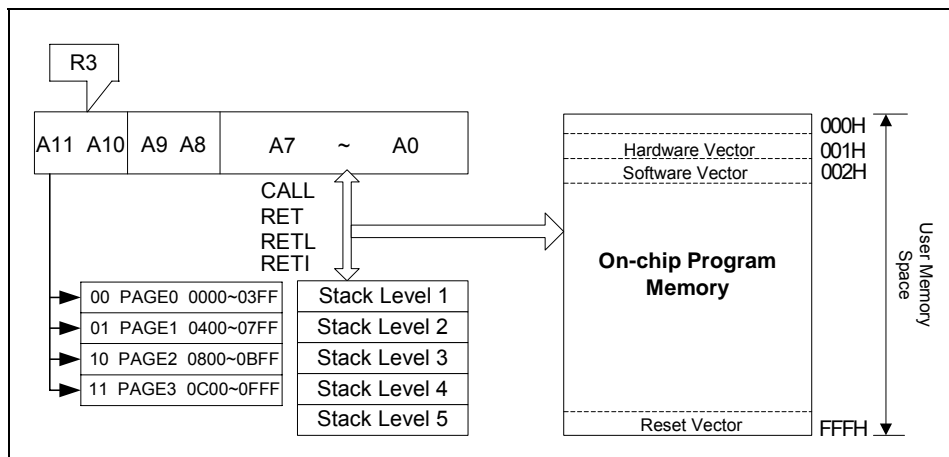 R3
A11 A10 A9 A8 A7 ~ A0
CALL
RET
RETL
RETI
00 PAGE0 0000~03FF
01 PAGE1 0400~07FF
10 PAGE2 0800~0BFF
11 PAGE3 0C00~0FFF
Stack Level 1
Stack Level 2
Stack Level 3
Stack Level 4
Stack Level 5
000H
Hardware Vector 001H
Software Vector 002H
On-chip Program
Memory
Reset Vector FFFH
User Memory
Space